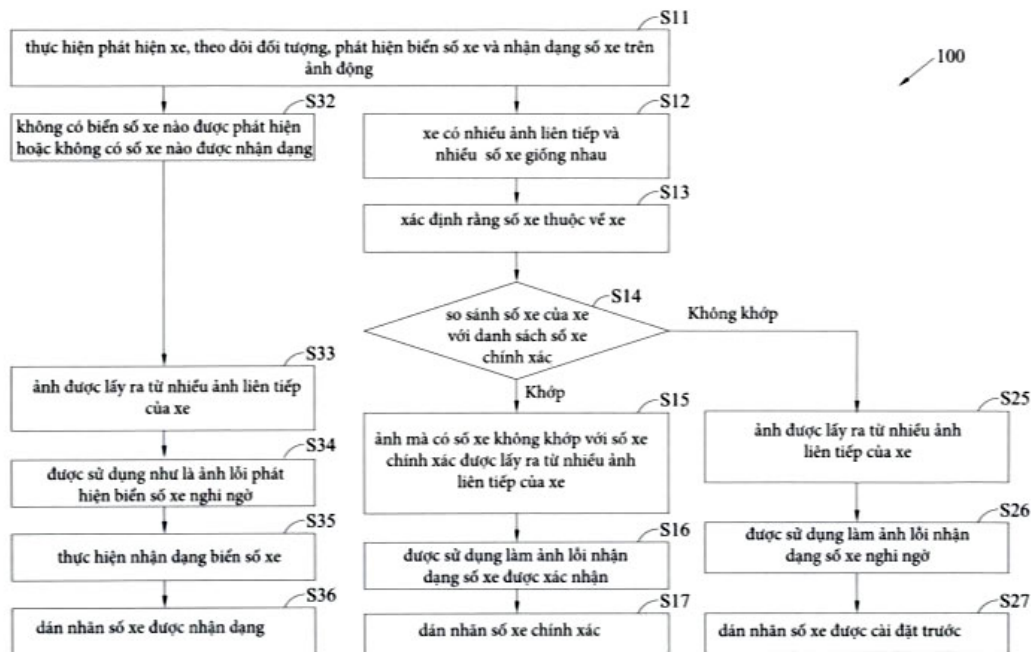 S11
thực hiện phát hiện xe, theo dõi đối tượng, phát hiện biển số xe và nhận dạng số xe trên
ảnh động
100
S32
không có biển số xe nào được phát hiện
hoặc không có số xe nào được nhận dạng
S12
xe có nhiều ảnh liên tiếp và
nhiều số xe giống nhau
S13
xác định rằng số xe thuộc về xe
S14
so sánh số xe của xe
với danh sách số xe
chính xác
Không khớp
Khớp
S33
ảnh được lấy ra từ nhiều ảnh liên tiếp
của xe
S15
ảnh mà có số xe không khớp với số xe
chính xác được lấy ra từ nhiều ảnh
liên tiếp của xe
S25
ảnh được lấy ra từ nhiều ảnh
liên tiếp của xe
S34
được sử dụng như là ảnh lỗi phát
hiện biển số xe nghi ngờ
S16
được sử dụng làm ảnh lỗi nhận
dạng số xe được xác nhận
S26
được sử dụng làm ảnh lỗi nhận
dạng số xe nghi ngờ
S35
thực hiện nhận dạng biển số xe
S36
dán nhãn số xe được nhận dạng
S17
dán nhãn số xe chính xác
S27
dán nhãn số xe được cài đặt trước